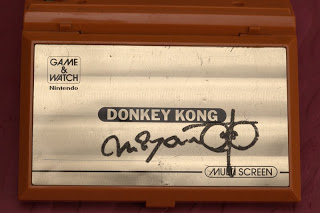 GAME
&
WATCH
Nintendo
DONKEY KONG
MULTI SCREEN